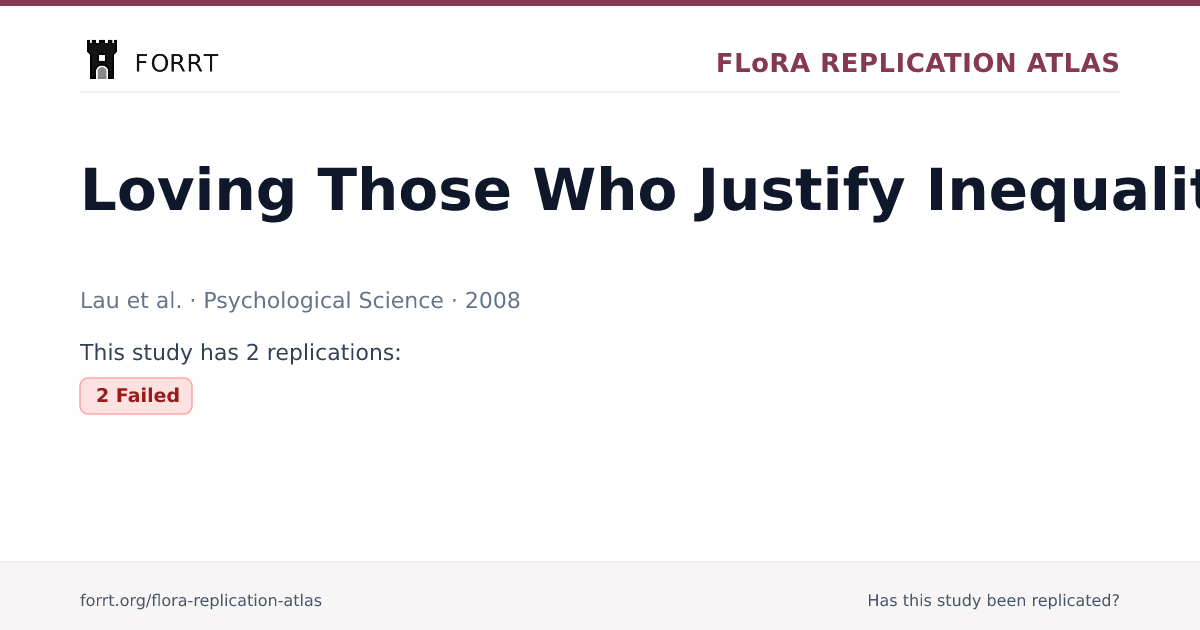 FORRT
FLoRA REPLICATION ATLAS
Loving Those Who Justify Inequalit
Lau et al. · Psychological Science · 2008
This study has 2 replications:
2 Failed
forrt.org/flora-replication-atlas
Has this study been replicated?